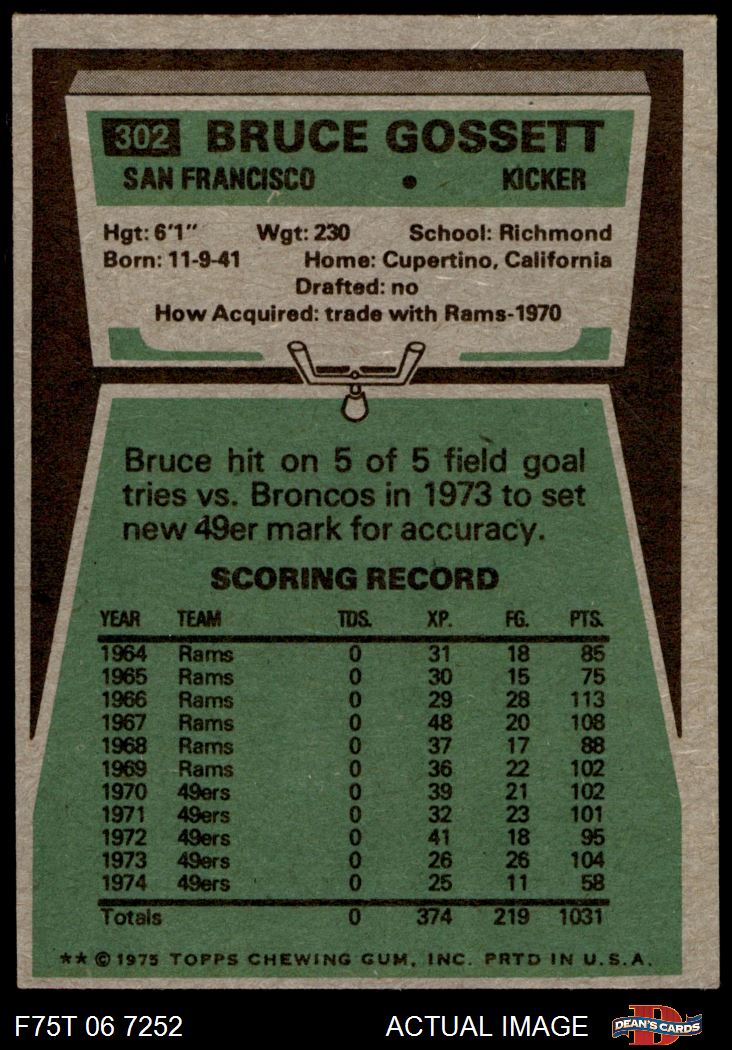 302 BRUCE GOSSETT
SAN FRANCISCO • KICKER
Hgt: 6'1" Wgt: 230 School: Richmond
Born: 11-9-41 Home: Cupertino, California
Drafted: no
How Acquired: trade with Rams-1970
Bruce hit on 5 of 5 field goal
tries vs. Broncos in 1973 to set
new 49er mark for accuracy.
SCORING RECORD
YEAR TEAM TDS. XP. FG. PTS.
1964 Rams 0 31 18 85
1965 Rams 0 30 15 75
1966 Rams 0 29 28 113
1967 Rams 0 48 20 108
1968 Rams 0 37 17 88
1969 Rams 0 36 22 102
1970 49ers 0 39 21 102
1971 49ers 0 32 23 101
1972 49ers 0 41 18 95
1973 49ers 0 26 26 104
1974 49ers 0 25 11 58
Totals 0 374 219 1031
** © 1975 TOPPS CHEWING GUM, INC. PRTD IN U.S.A.
F75T 06 7252 ACTUAL IMAGE D DEAN'S CARDS